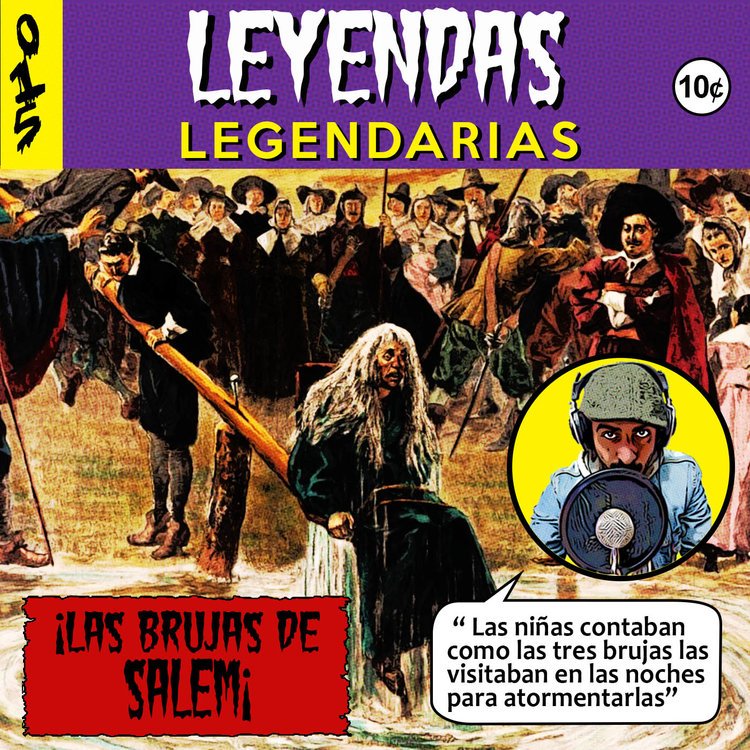 015
LEYENDAS
LEGENDARIAS
10¢
¡LAS BRUJAS DE
SALEM¡
“ Las niñas contaban
como las tres brujas las
visitaban en las noches
para atormentarlas”